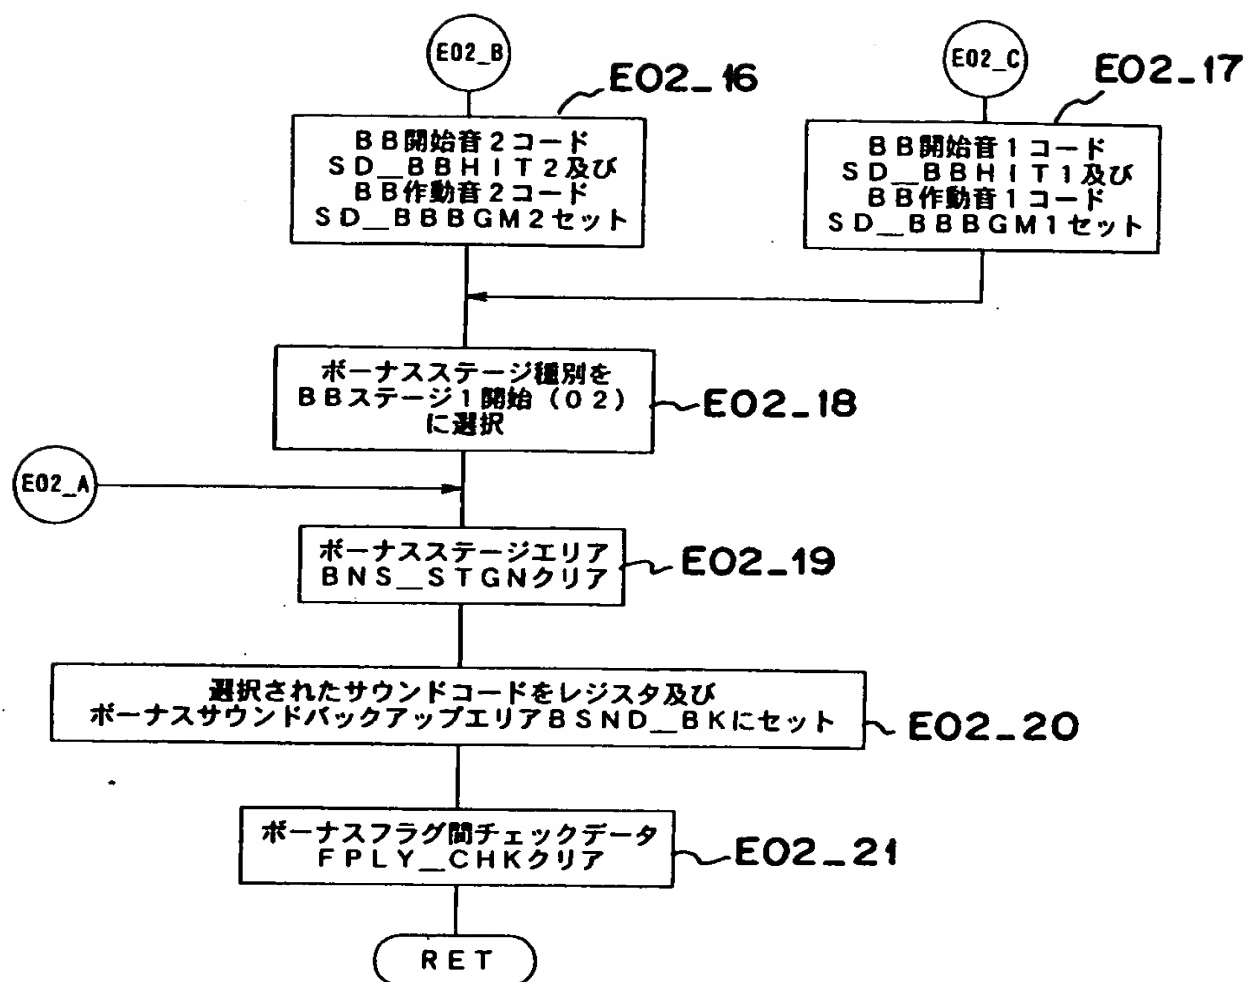 E02_B
E02_C
E02_16
E02_17
BB開始音2コード
SD__BBHIT2及び
BB作動音2コード
SD__BBBGM2セット
BB開始音1コード
SD__BBHIT1及び
BB作動音1コード
SD__BBBGM1セット
ボーナスステージ種別を
BBステージ1開始(02)
に選択
E02_18
E02_A
ボーナスステージエリア
BNS__STGNクリア
E02_19
選択されたサウンドコードをレジスタ及び
ボーナスサウンドバックアップエリアBSND__BKにセット
E02_20
ボーナスフラグ間チェックデータ
FPLY__CHKクリア
E02_21
RET